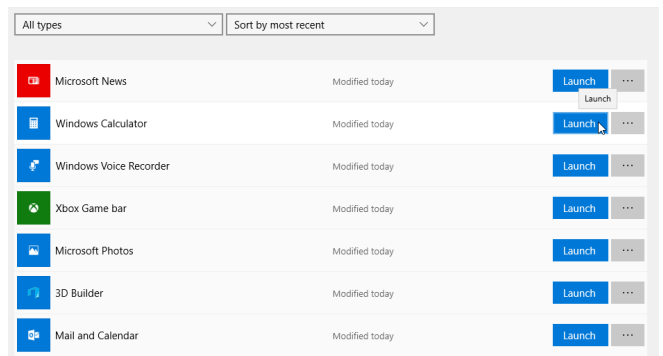 All types Sort by most recent
Microsoft News Modified today Launch ...
Launch
Windows Calculator Modified today Launch ...
Windows Voice Recorder Modified today Launch ...
Xbox Game bar Modified today Launch ...
Microsoft Photos Modified today Launch ...
3D Builder Modified today Launch ...
Mail and Calendar Modified today Launch ...